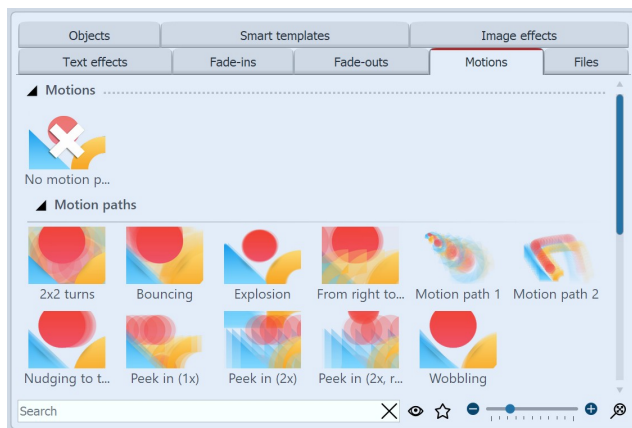 Objects Smart templates Image effects
Text effects Fade-ins Fade-outs Motions Files
Motions
No motion p...
Motion paths
2x2 turns Bouncing Explosion From right to... Motion path 1 Motion path 2
Nudging to t... Peek in (1x) Peek in (2x) Peek in (2x, r... Wobbling
Search